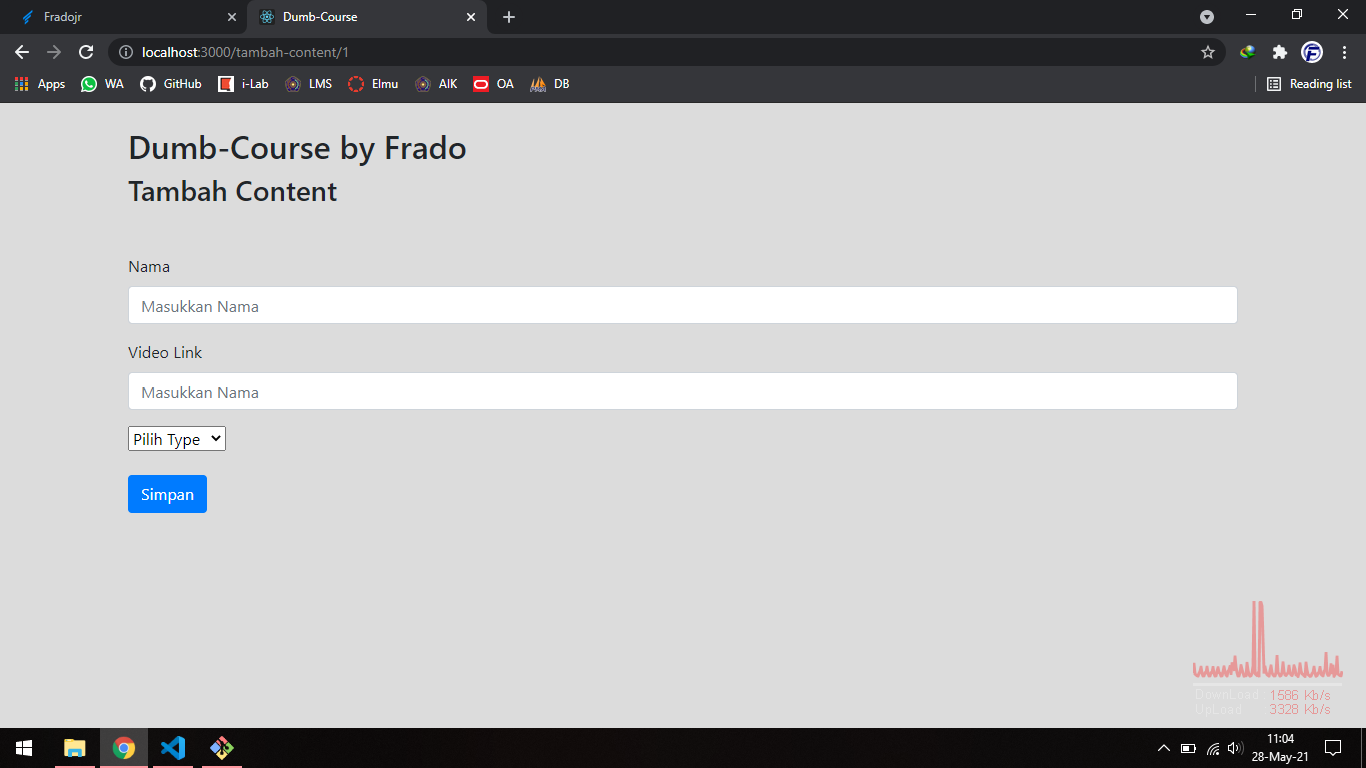 Fradojr
Dumb-Course
localhost:3000/tambah-content/1
Apps WA GitHub i-Lab LMS Elmu AIK OA DB Reading list
Dumb-Course by Frado
Tambah Content
Nama
Masukkan Nama
Video Link
Masukkan Nama
Pilih Type
Simpan
DownLoad 1586 Kb/s
UpLoad 3328 Kb/s
11:04
28-May-21